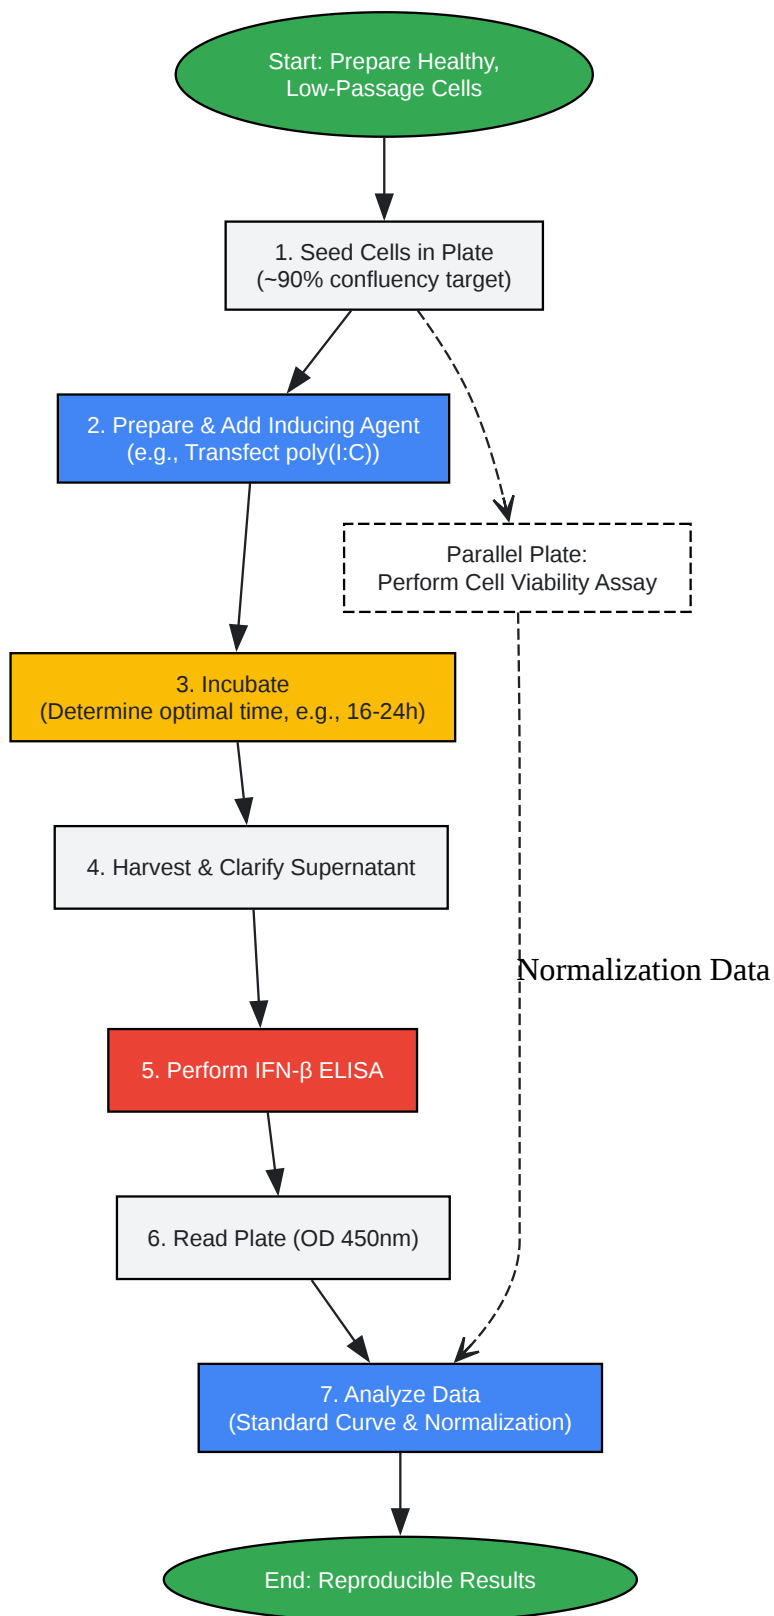 Start: Prepare Healthy,
Low-Passage Cells
1. Seed Cells in Plate
(~90% confluency target)
2. Prepare & Add Inducing Agent
(e.g., Transfect poly(I:C))
Parallel Plate:
Perform Cell Viability Assay
3. Incubate
(Determine optimal time, e.g., 16-24h)
4. Harvest & Clarify Supernatant
Normalization Data
5. Perform IFN-β ELISA
6. Read Plate (OD 450nm)
7. Analyze Data
(Standard Curve & Normalization)
End: Reproducible Results